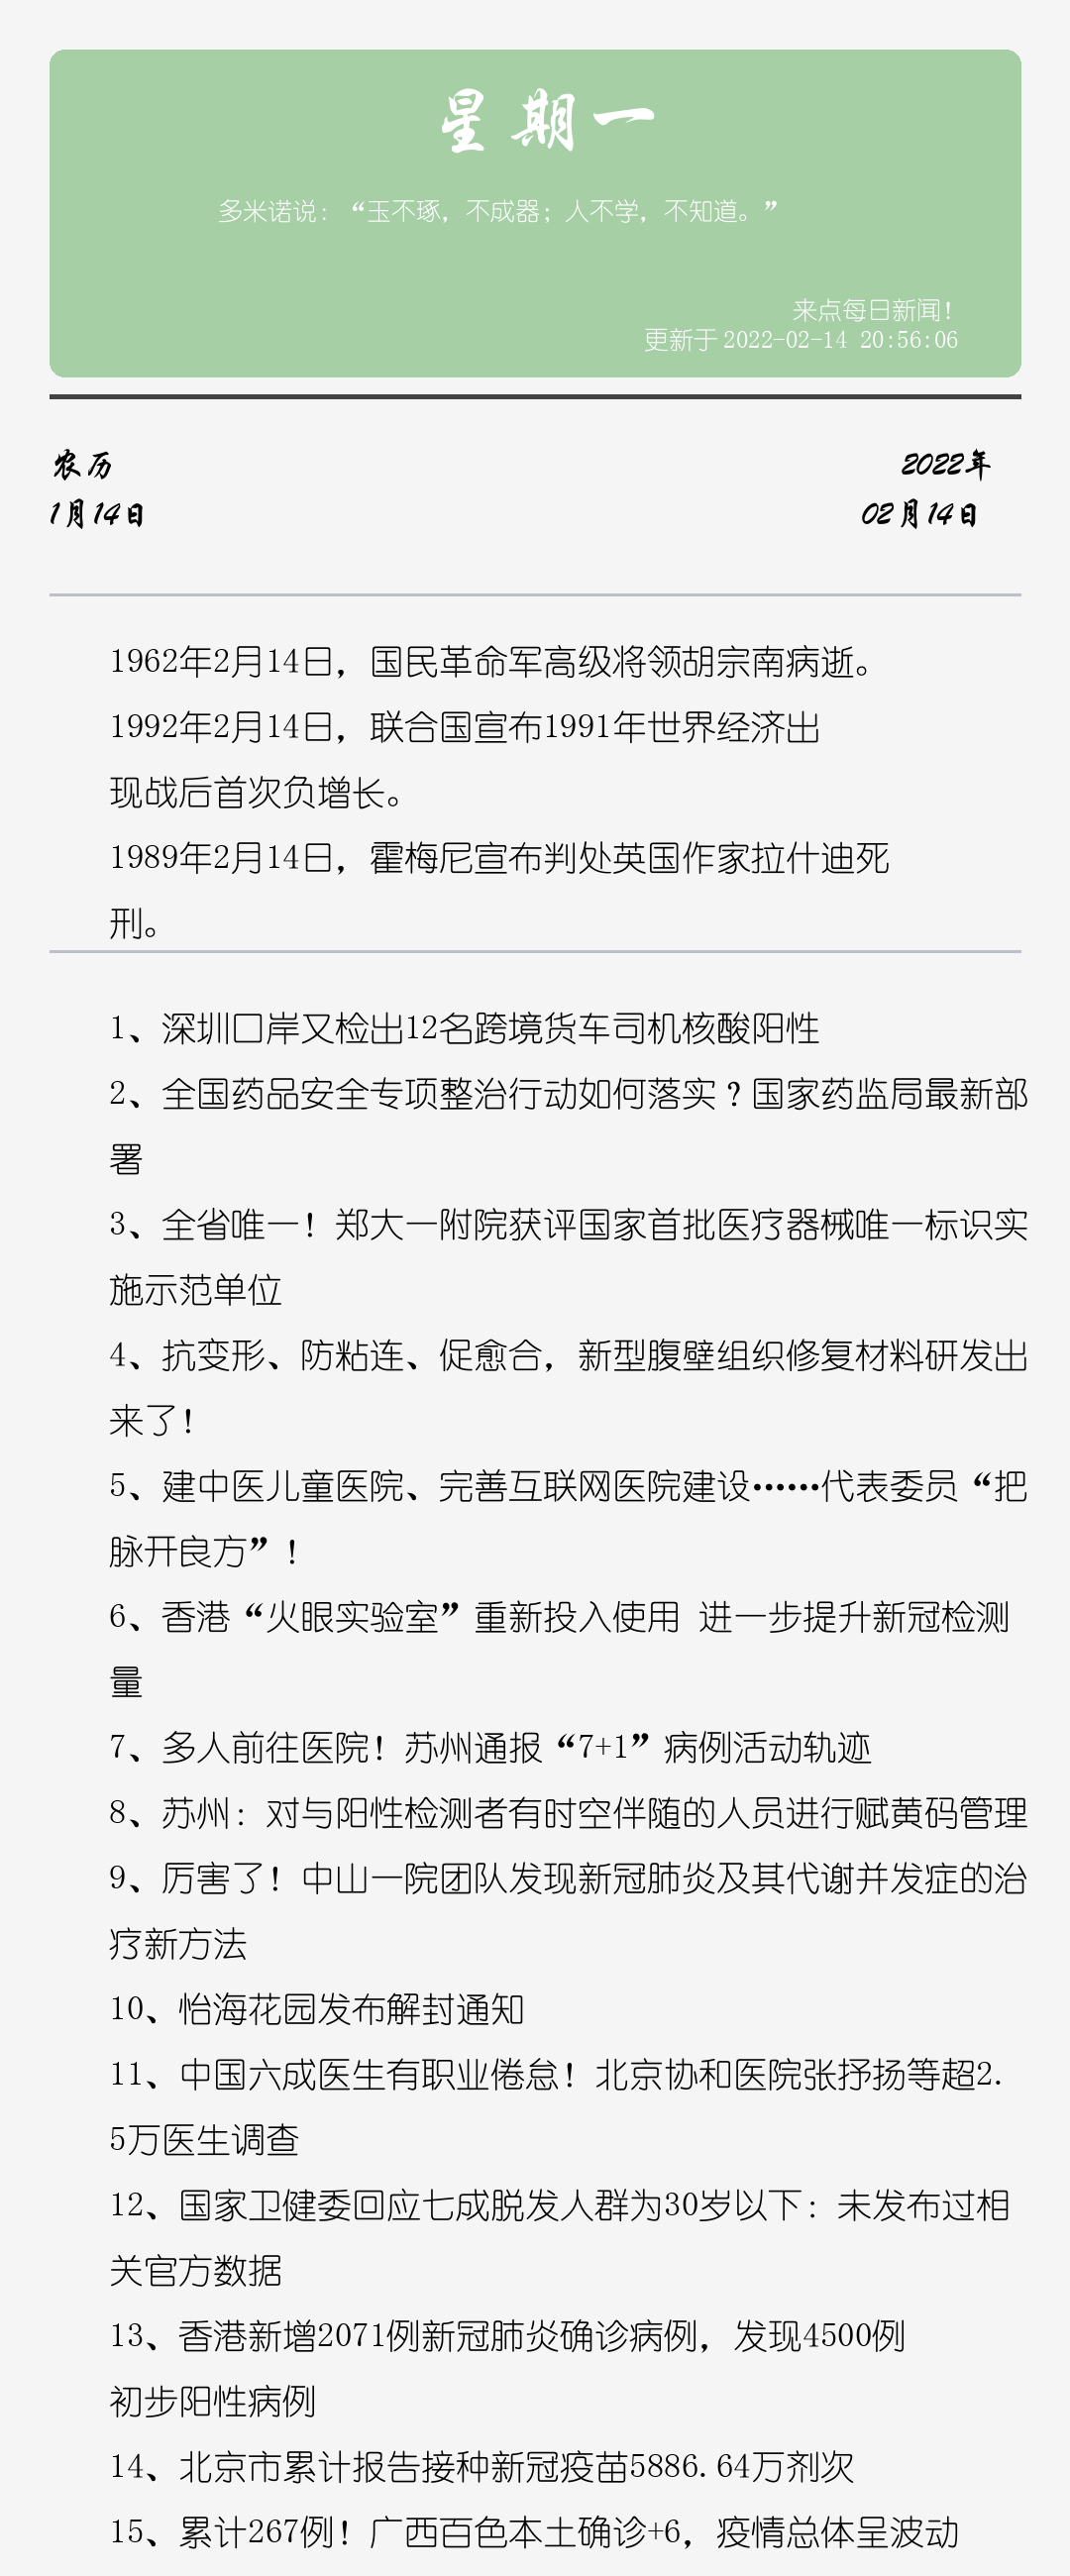 星期一
多米诺说：“玉不琢，不成器；人不学，不知道。”
来点每日新闻！
更新于 2022-02-14 20:56:06
农历
2022年
1月14日
02月14日
1962年2月14日，国民革命军高级将领胡宗南病逝。
1992年2月14日，联合国宣布1991年世界经济出
现战后首次负增长。
1989年2月14日，霍梅尼宣布判处英国作家拉什迪死
刑。
1、深圳口岸又检出12名跨境货车司机核酸阳性
2、全国药品安全专项整治行动如何落实？国家药监局最新部
署
3、全省唯一！郑大一附院获评国家首批医疗器械唯一标识实
施示范单位
4、抗变形、防粘连、促愈合，新型腹壁组织修复材料研发出
来了！
5、建中医儿童医院、完善互联网医院建设……代表委员“把
脉开良方”！
6、香港“火眼实验室”重新投入使用 进一步提升新冠检测
量
7、多人前往医院！苏州通报“7+1”病例活动轨迹
8、苏州：对与阳性检测者有时空伴随的人员进行赋黄码管理
9、厉害了！中山一院团队发现新冠肺炎及其代谢并发症的治
疗新方法
10、怡海花园发布解封通知
11、中国六成医生有职业倦怠！北京协和医院张抒扬等超2.
5万医生调查
12、国家卫健委回应七成脱发人群为30岁以下：未发布过相
关官方数据
13、香港新增2071例新冠肺炎确诊病例，发现4500例
初步阳性病例
14、北京市累计报告接种新冠疫苗5886.64万剂次
15、累计267例！广西百色本土确诊+6，疫情总体呈波动